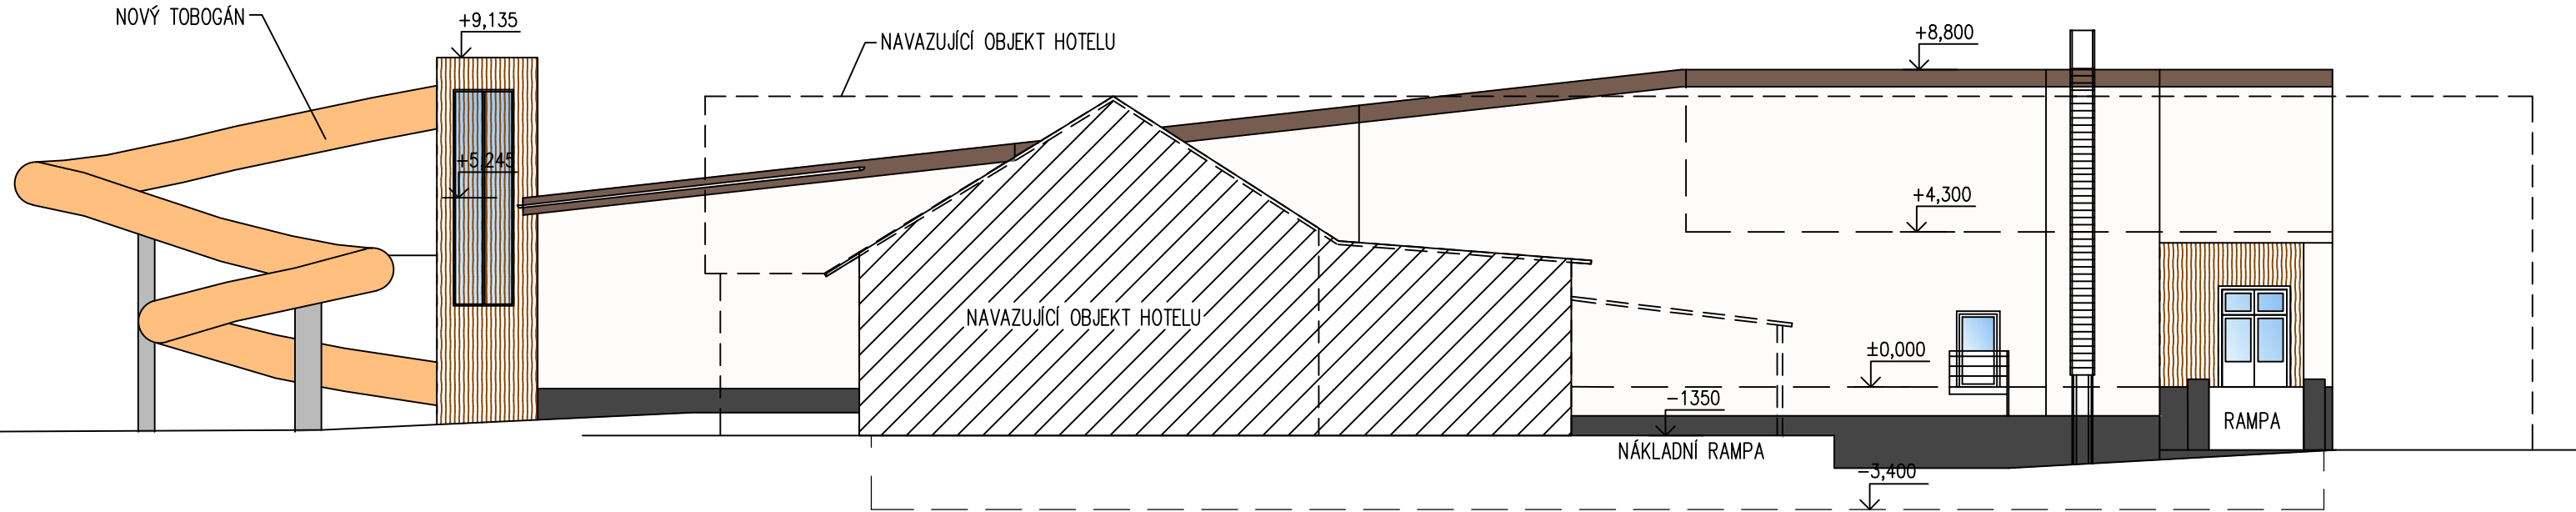 NOVÝ TOBOGÁN
+9,135
NAVAZUJÍCÍ OBJEKT HOTELU
+8,800
+5,245
+4,300
NAVAZUJÍCÍ OBJEKT HOTELU
±0,000
-1350
RAMPA
NÁKLADNÍ RAMPA
-3,400